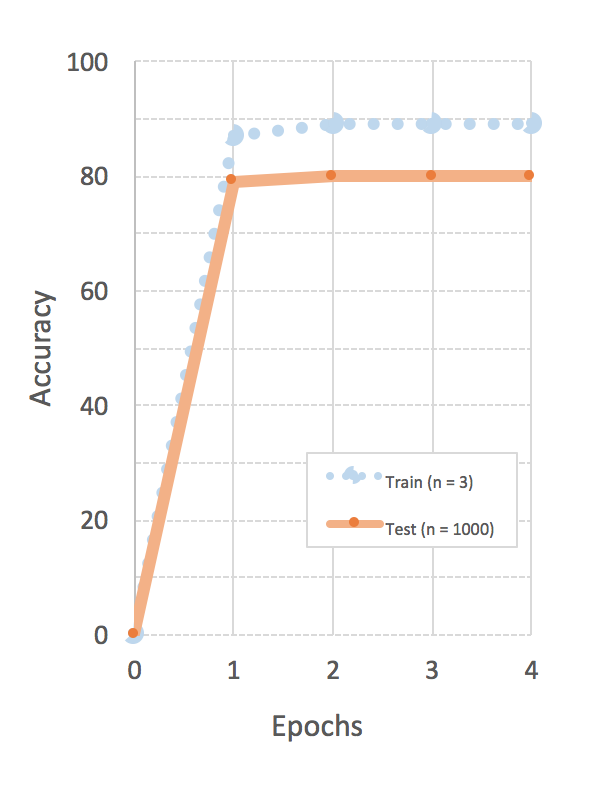 100
80
60
40
20
0
Accuracy
Train (n = 3)
Test (n = 1000)
0 1 2 3 4
Epochs